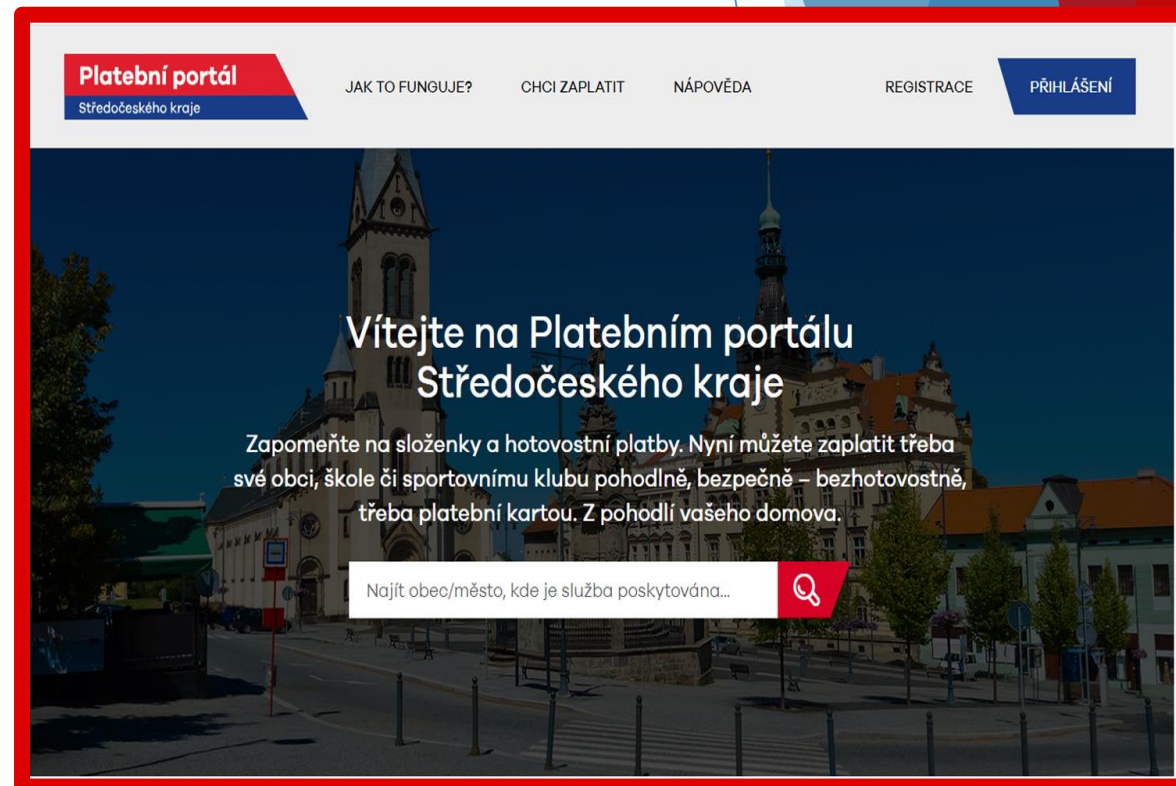 Platební portál
Středočeského kraje
JAK TO FUNGUJE? CHCI ZAPLATIT NÁPOVĚDA REGISTRACE PŘIHLÁŠENÍ
Vítejte na Platebním portálu
Středočeského kraje
Zapomeňte na složenky a hotovostní platby. Nyní můžete zaplatit třeba
své obci, škole či sportovnímu klubu pohodlně, bezpečně – bezhotovostně,
třeba platební kartou. Z pohodlí vašeho domova.
Najít obec/město, kde je služba poskytována...